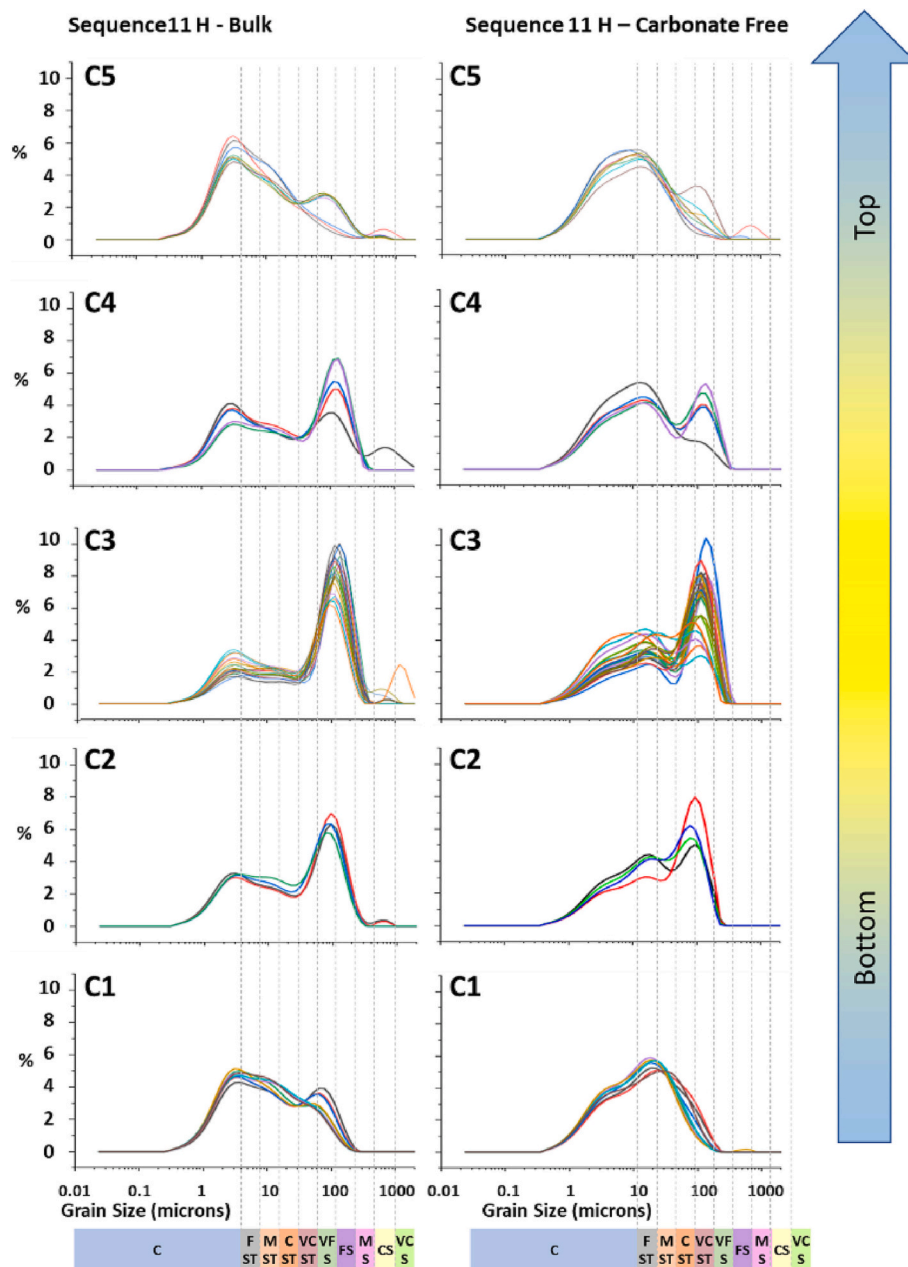 Sequence11 H - Bulk
Sequence 11 H – Carbonate Free
C5
10
8
6
%
4
2
0
C5
C4
10
8
6
%
4
2
0
C4
C3
10
8
6
%
4
2
0
C3
C2
10
8
6
%
4
2
0
C2
C1
10
8
6
4
%
2
0
C1
0.01 0.1 1 10 100 1000
Grain Size (microns)
0.01 0.1 1 10 100 1000
Grain Size (microns)
C
F ST
M ST
C ST
VC ST
VF S
FS
M S
CS
VC S
C
F ST
M ST
C ST
VC ST
VF S
FS
M S
CS
VC S
Top
Bottom